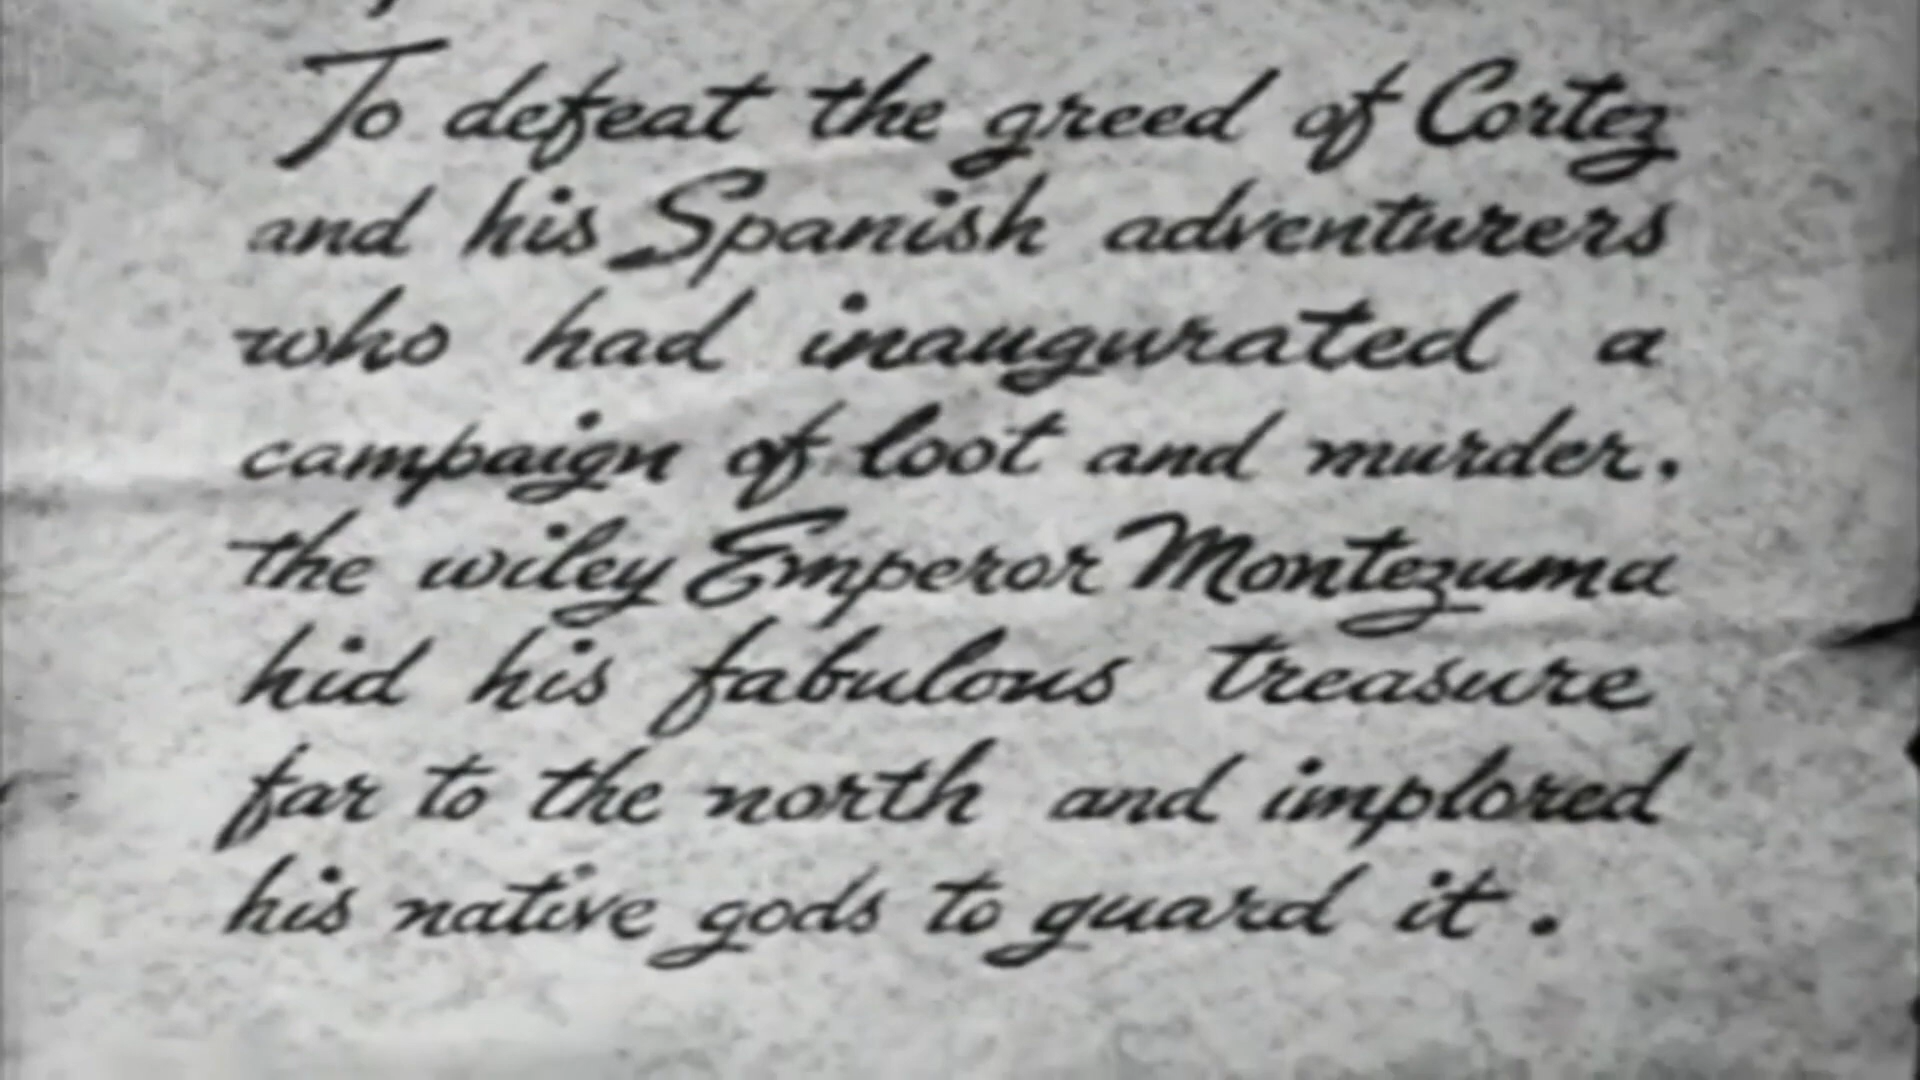 To defeat the greed of Cortez
and his Spanish adventurers
who had inaugurated a
campaign of loot and murder.
the wiley Emperor Montezuma
hid his fabulous treasure
far to the north and implored
his native gods to guard it.